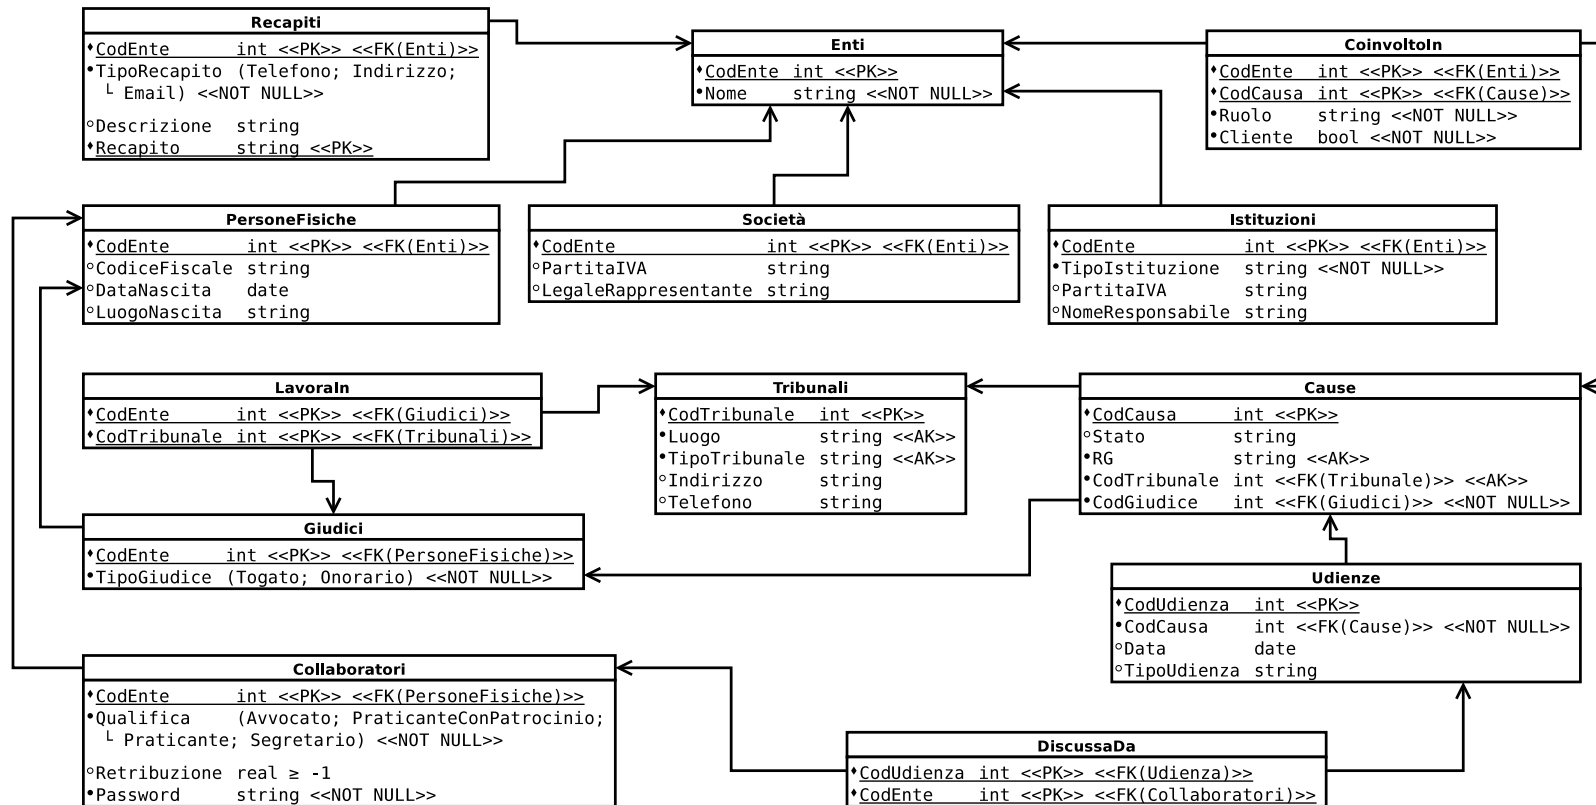 Recapiti
CodEnte int <<PK>> <<FK(Enti)>>
TipoRecapito (Telefono; Indirizzo;
└ Email) <<NOT NULL>>
Descrizione string
Recapito string <<PK>>
Enti
CodEnte int <<PK>>
Nome string <<NOT NULL>>
CoinvoltoIn
CodEnte int <<PK>> <<FK(Enti)>>
CodCausa int <<PK>> <<FK(Cause)>>
Ruolo string <<NOT NULL>>
Cliente bool <<NOT NULL>>
PersoneFisiche
CodEnte int <<PK>> <<FK(Enti)>>
CodiceFiscale string
DataNascita date
LuogoNascita string
Società
CodEnte int <<PK>> <<FK(Enti)>>
PartitaIVA string
LegaleRappresentante string
Istituzioni
CodEnte int <<PK>> <<FK(Enti)>>
TipoIstituzione string <<NOT NULL>>
PartitaIVA string
NomeResponsabile string
LavoraIn
CodEnte int <<PK>> <<FK(Giudici)>>
CodTribunale int <<PK>> <<FK(Tribunali)>>
Tribunali
CodTribunale int <<PK>>
Luogo string <<AK>>
TipoTribunale string <<AK>>
Indirizzo string
Telefono string
Cause
CodCausa int <<PK>>
Stato string
RG string <<AK>>
CodTribunale int <<FK(Tribunale)>> <<AK>>
CodGiudice int <<FK(Giudici)>> <<NOT NULL>>
Giudici
CodEnte int <<PK>> <<FK(PersoneFisiche)>>
TipoGiudice (Togato; Onorario) <<NOT NULL>>
Udienze
CodUdienza int <<PK>>
CodCausa int <<FK(Cause)>> <<NOT NULL>>
Data date
TipoUdienza string
Collaboratori
CodEnte int <<PK>> <<FK(PersoneFisiche)>>
Qualifica (Avvocato; PraticanteConPatrocinio;
└ Praticante; Segretario) <<NOT NULL>>
Retribuzione real ≥ -1
Password string <<NOT NULL>>
DiscussaDa
CodUdienza int <<PK>> <<FK(Udienza)>>
CodEnte int <<PK>> <<FK(Collaboratori)>>